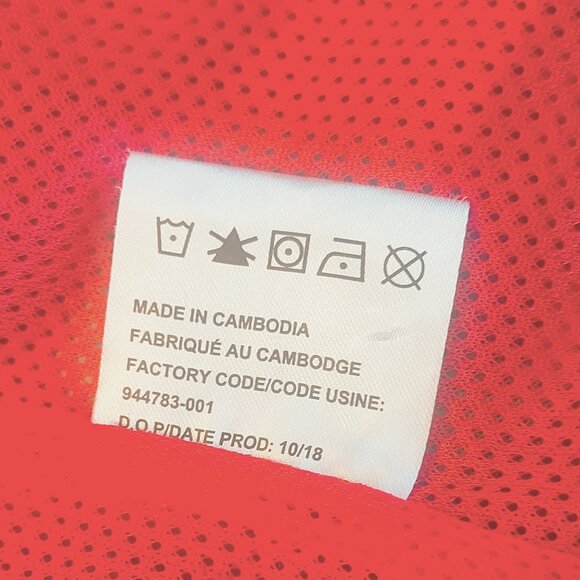 MADE IN CAMBODIA
FABRIQUÉ AU CAMBODGE
FACTORY CODE/CODE USINE:
944783-001
D.O.P/DATE PROD: 10/18